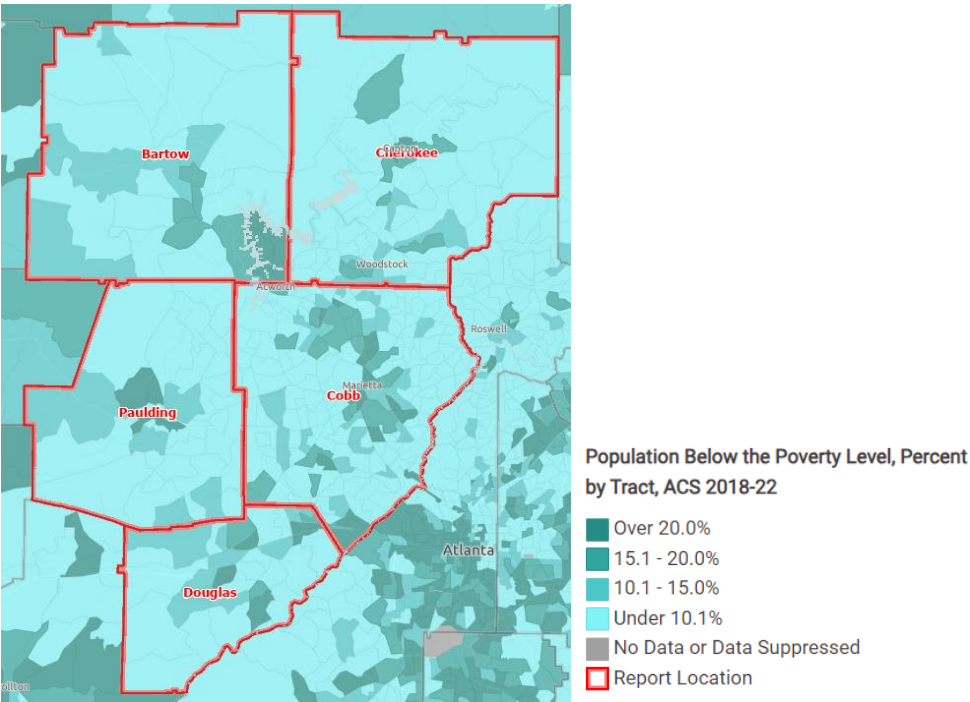 Bartow
Cherokee
Canton
Woodstock
Acworth
Roswell
Marietta
Cobb
Paulding
Atlanta
Douglas
ollton
Population Below the Poverty Level, Percent
by Tract, ACS 2018-22
Over 20.0%
15.1 - 20.0%
10.1 - 15.0%
Under 10.1%
No Data or Data Suppressed
Report Location